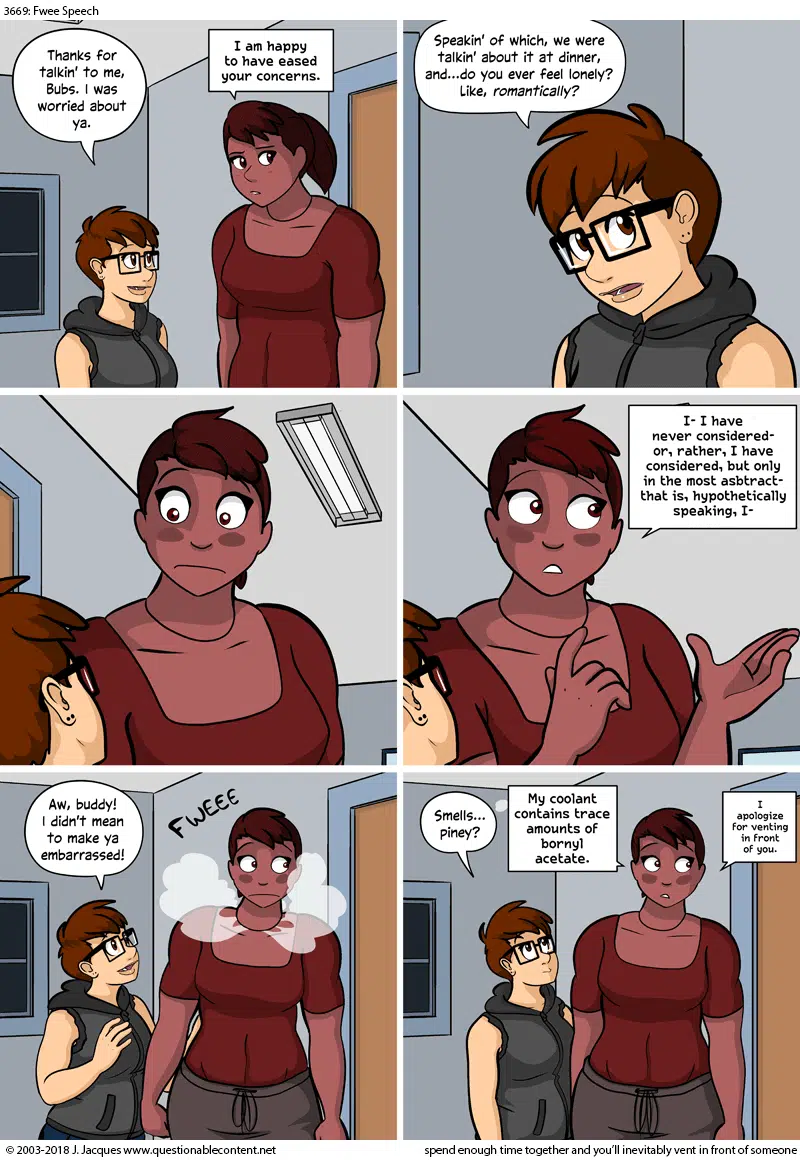 3669: Fwee Speech
Thanks for
talkin' to me,
Bubs. I was
worried about
ya.
I am happy
to have eased
your concerns.
Speakin' of which, we were
talkin' about it at dinner,
and...do you ever feel lonely?
Like, romantically?
I- I have
never considered-
or, rather, I have
considered, but only
in the most asbtract-
that is, hypothetically
speaking, I-
Aw, buddy!
I didn't mean
to make ya
embarrassed!
FWEEE
Smells...
piney?
My coolant
contains trace
amounts of
bornyl
acetate.
I
apologize
for venting
in front
of you.
© 2003-2018 J. Jacques www.questionablecontent.net
spend enough time together and you'll inevitably vent in front of someone